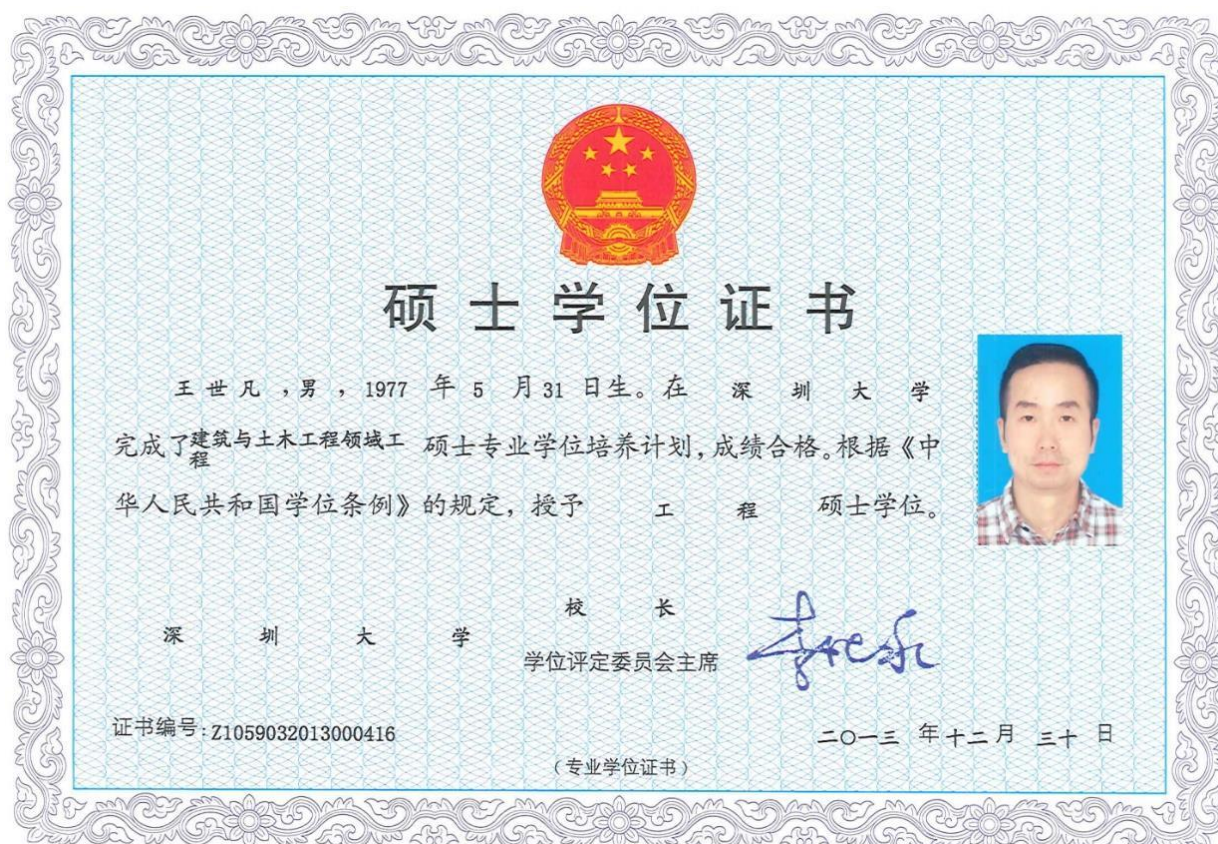 硕士学位证书
王世凡，男，1977 年 5 月 31 日生。在 深圳大学
完成了建筑与土木工程领域工程 硕士专业学位培养计划，成绩合格。根据《中
华人民共和国学位条例》的规定，授予 工程 硕士学位。
校长
深圳大学
学位评定委员会主席
证书编号：Z1059032013000416
二〇一三 年 十二 月 三十 日
（专业学位证书）